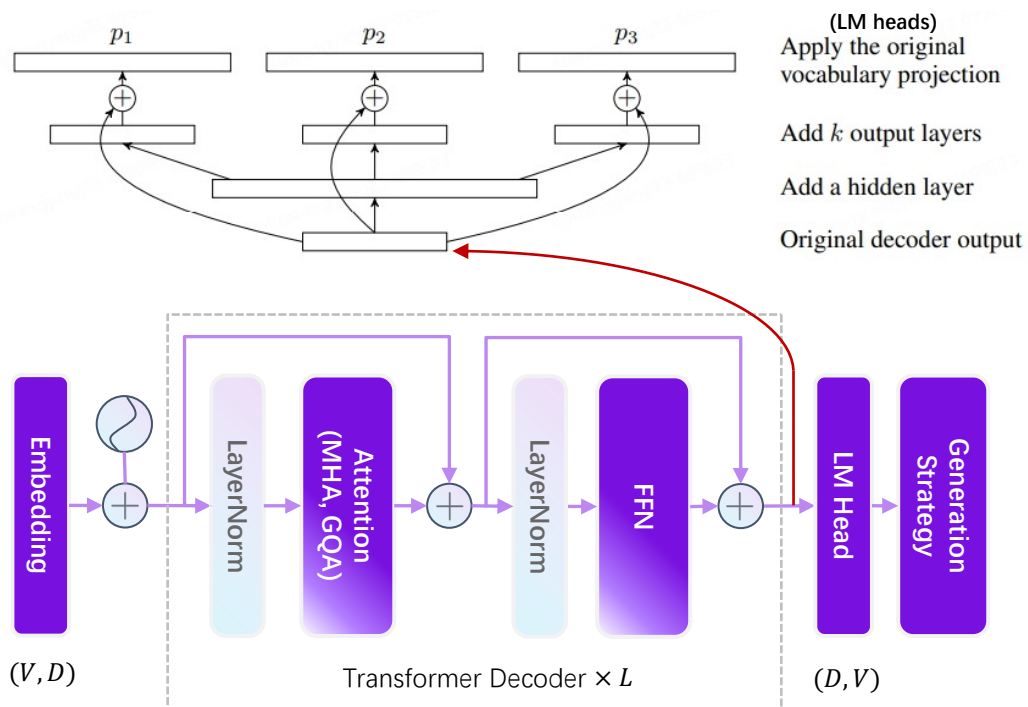 (LM heads)
p1
p2
p3
Apply the original
vocabulary projection
Add k output layers
Add a hidden layer
Original decoder output
Embedding
LayerNorm
Attention
(MHA, GQA)
LayerNorm
FFN
LM Head
Generation
Strategy
(V, D)
Transformer Decoder × L
(D, V)